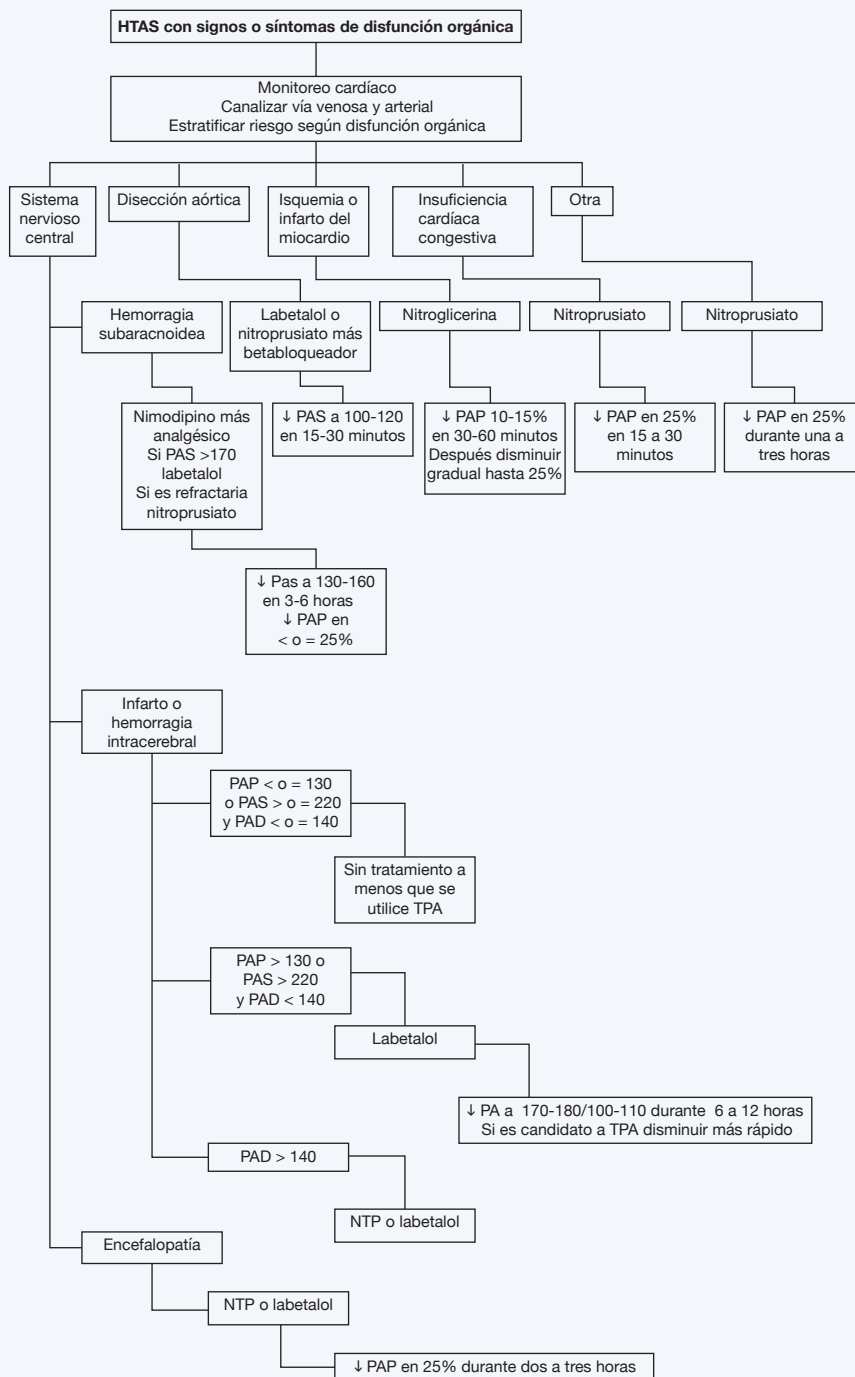 HTAS con signos o síntomas de disfunción orgánica
Monitoreo cardíaco
Canalizar vía venosa y arterial
Estratificar riesgo según disfunción orgánica
Sistema
nervioso
central
Disección aórtica
Isquemia o
infarto del
miocardio
Insuficiencia
cardíaca
congestiva
Otra
Hemorragia
subaracnoidea
Labetalol o
nitroprusiato más
betabloqueador
Nitroglicerina
Nitroprusiato
Nitroprusiato
Nimodipino más
analgésico
Si PAS >170
labetalol
Si es refractaria
nitroprusiato
↓ PAS a 100-120
en 15-30 minutos
↓ PAP 10-15%
en 30-60 minutos
Después disminuir
gradual hasta 25%
↓ PAP en 25%
en 15 a 30
minutos
↓ PAP en 25%
durante una a
tres horas
↓ Pas a 130-160
en 3-6 horas
↓ PAP en
< o = 25%
Infarto o
hemorragia
intracerebral
PAP < o = 130
o PAS > o = 220
y PAD < o = 140
Sin tratamiento a
menos que se
utilice TPA
PAP > 130 o
PAS > 220
y PAD < 140
Labetalol
↓ PA a 170-180/100-110 durante 6 a 12 horas
Si es candidato a TPA disminuir más rápido
PAD > 140
NTP o labetalol
Encefalopatía
NTP o labetalol
↓ PAP en 25% durante dos a tres horas